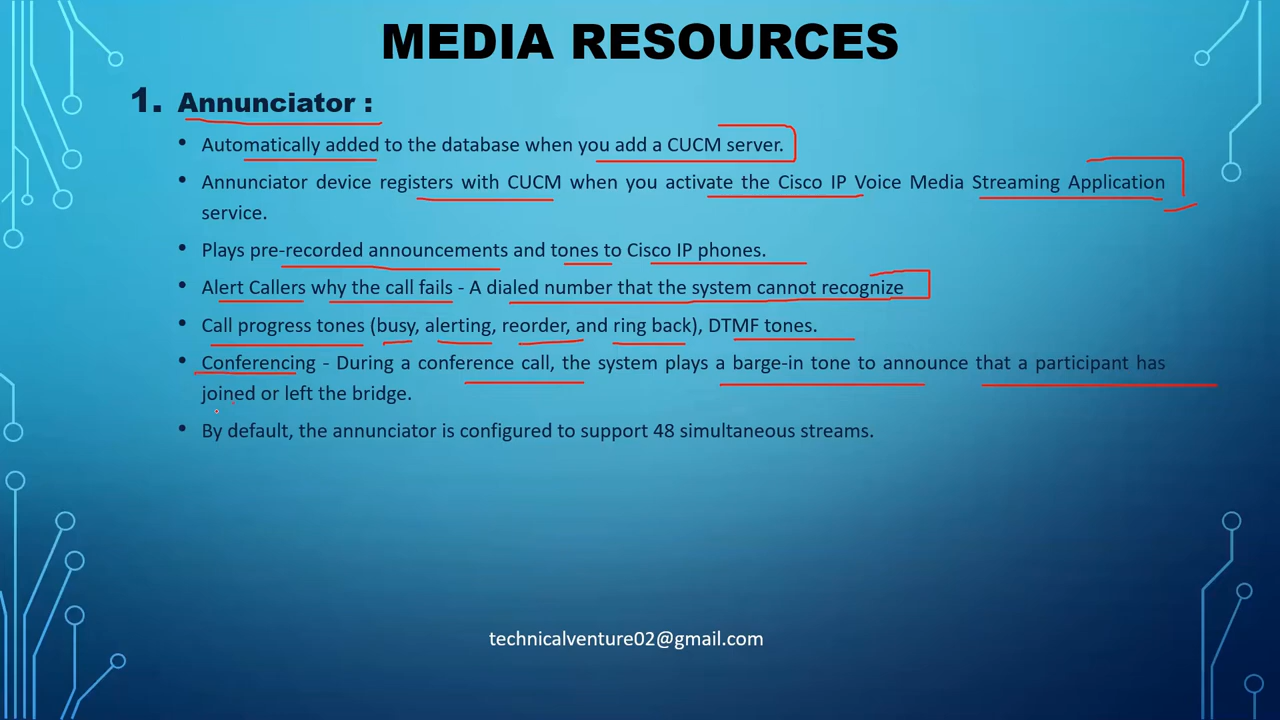 MEDIA RESOURCES
1. Annunciator :
• Automatically added to the database when you add a CUCM server.
• Annunciator device registers with CUCM when you activate the Cisco IP Voice Media Streaming Application
service.
• Plays pre-recorded announcements and tones to Cisco IP phones.
• Alert Callers why the call fails - A dialed number that the system cannot recognize
• Call progress tones (busy, alerting, reorder, and ring back), DTMF tones.
• Conferencing - During a conference call, the system plays a barge-in tone to announce that a participant has
joined or left the bridge.
• By default, the annunciator is configured to support 48 simultaneous streams.
technicalventure02@gmail.com